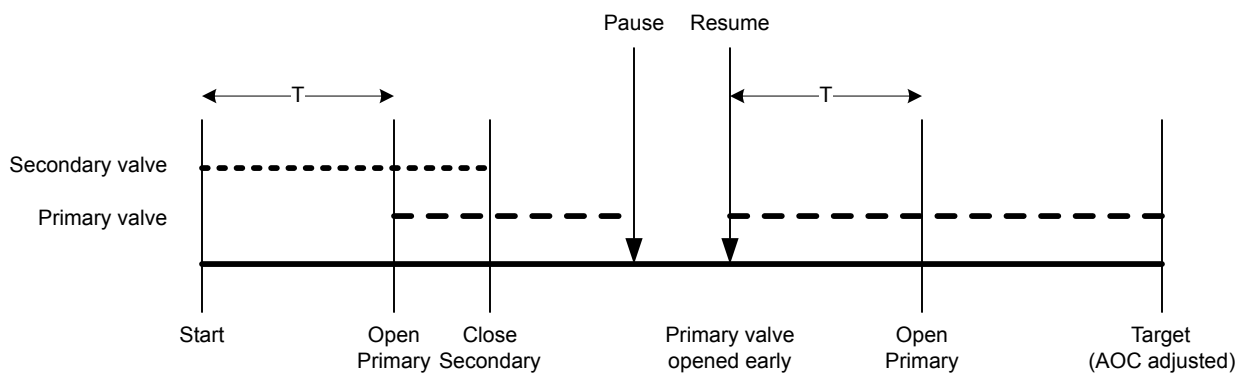 Pause
Resume
T
T
Secondary valve
Primary valve
Start
Open
Primary
Close
Secondary
Primary valve
opened early
Open
Primary
Target
(AOC adjusted)